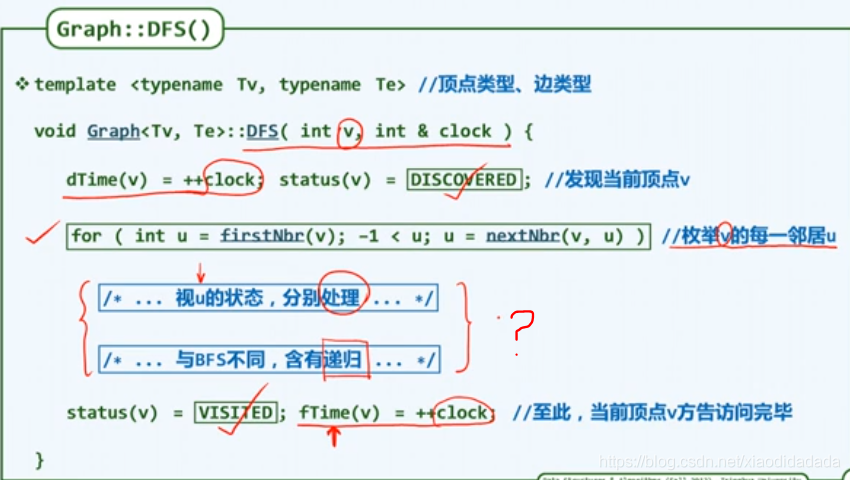 Graph::DFS()
❖ template <typename Tv, typename Te> //顶点类型、边类型
void Graph<Tv, Te>::DFS( int v, int & clock ) {
dTime(v) = ++clock; status(v) = DISCOVERED; //发现当前顶点v
for ( int u = firstNbr(v); -1 < u; u = nextNbr(v, u) ) //枚举v的每一邻居u
/* ... 视u的状态，分别处理 ... */
?
/* ... 与BFS不同，含有递归 ... */
status(v) = VISITED; fTime(v) = ++clock; //至此，当前顶点v方告访问完毕
}
https://blog.csdn.net/xiaodidadada